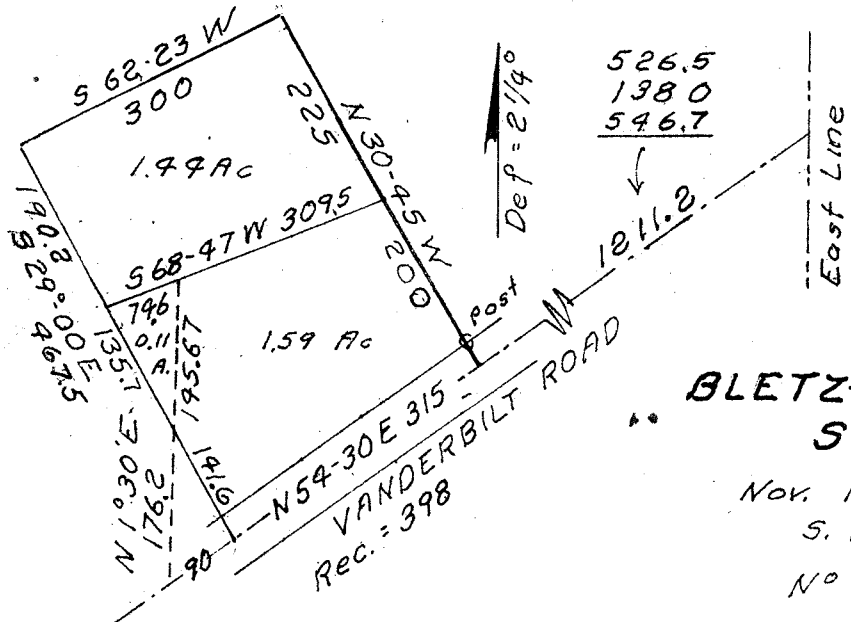 S 62-23 W
300
225
N 30-45 W
1.44 Ac
Def = 2 1/4°
526.5
138 0
546.7
East Line
1211.2
S 68-47 W 309.5
190.2
S 29°-00 E
467.5
200
Post
74.6
0.11
A.
135.7
145.67
1.59 Ac
141.6
N 1°30' E
176.2
N 54-30 E 315
VANDERBILT ROAD
Rec. = 398
90
BLETZ
S
Nov.
S.
No